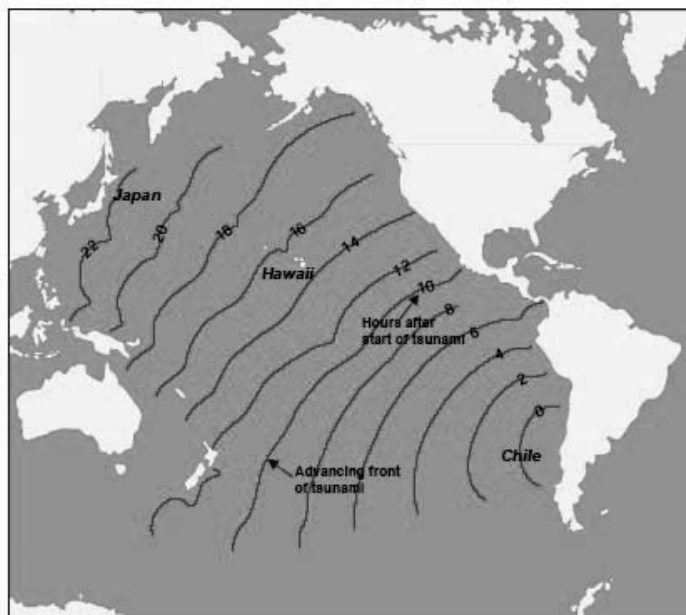 Japan
22
20
18
16
14
Hawaii
12
10
8
Hours after
start of tsunami
6
4
2
0
Chile
Advancing front
of tsunami